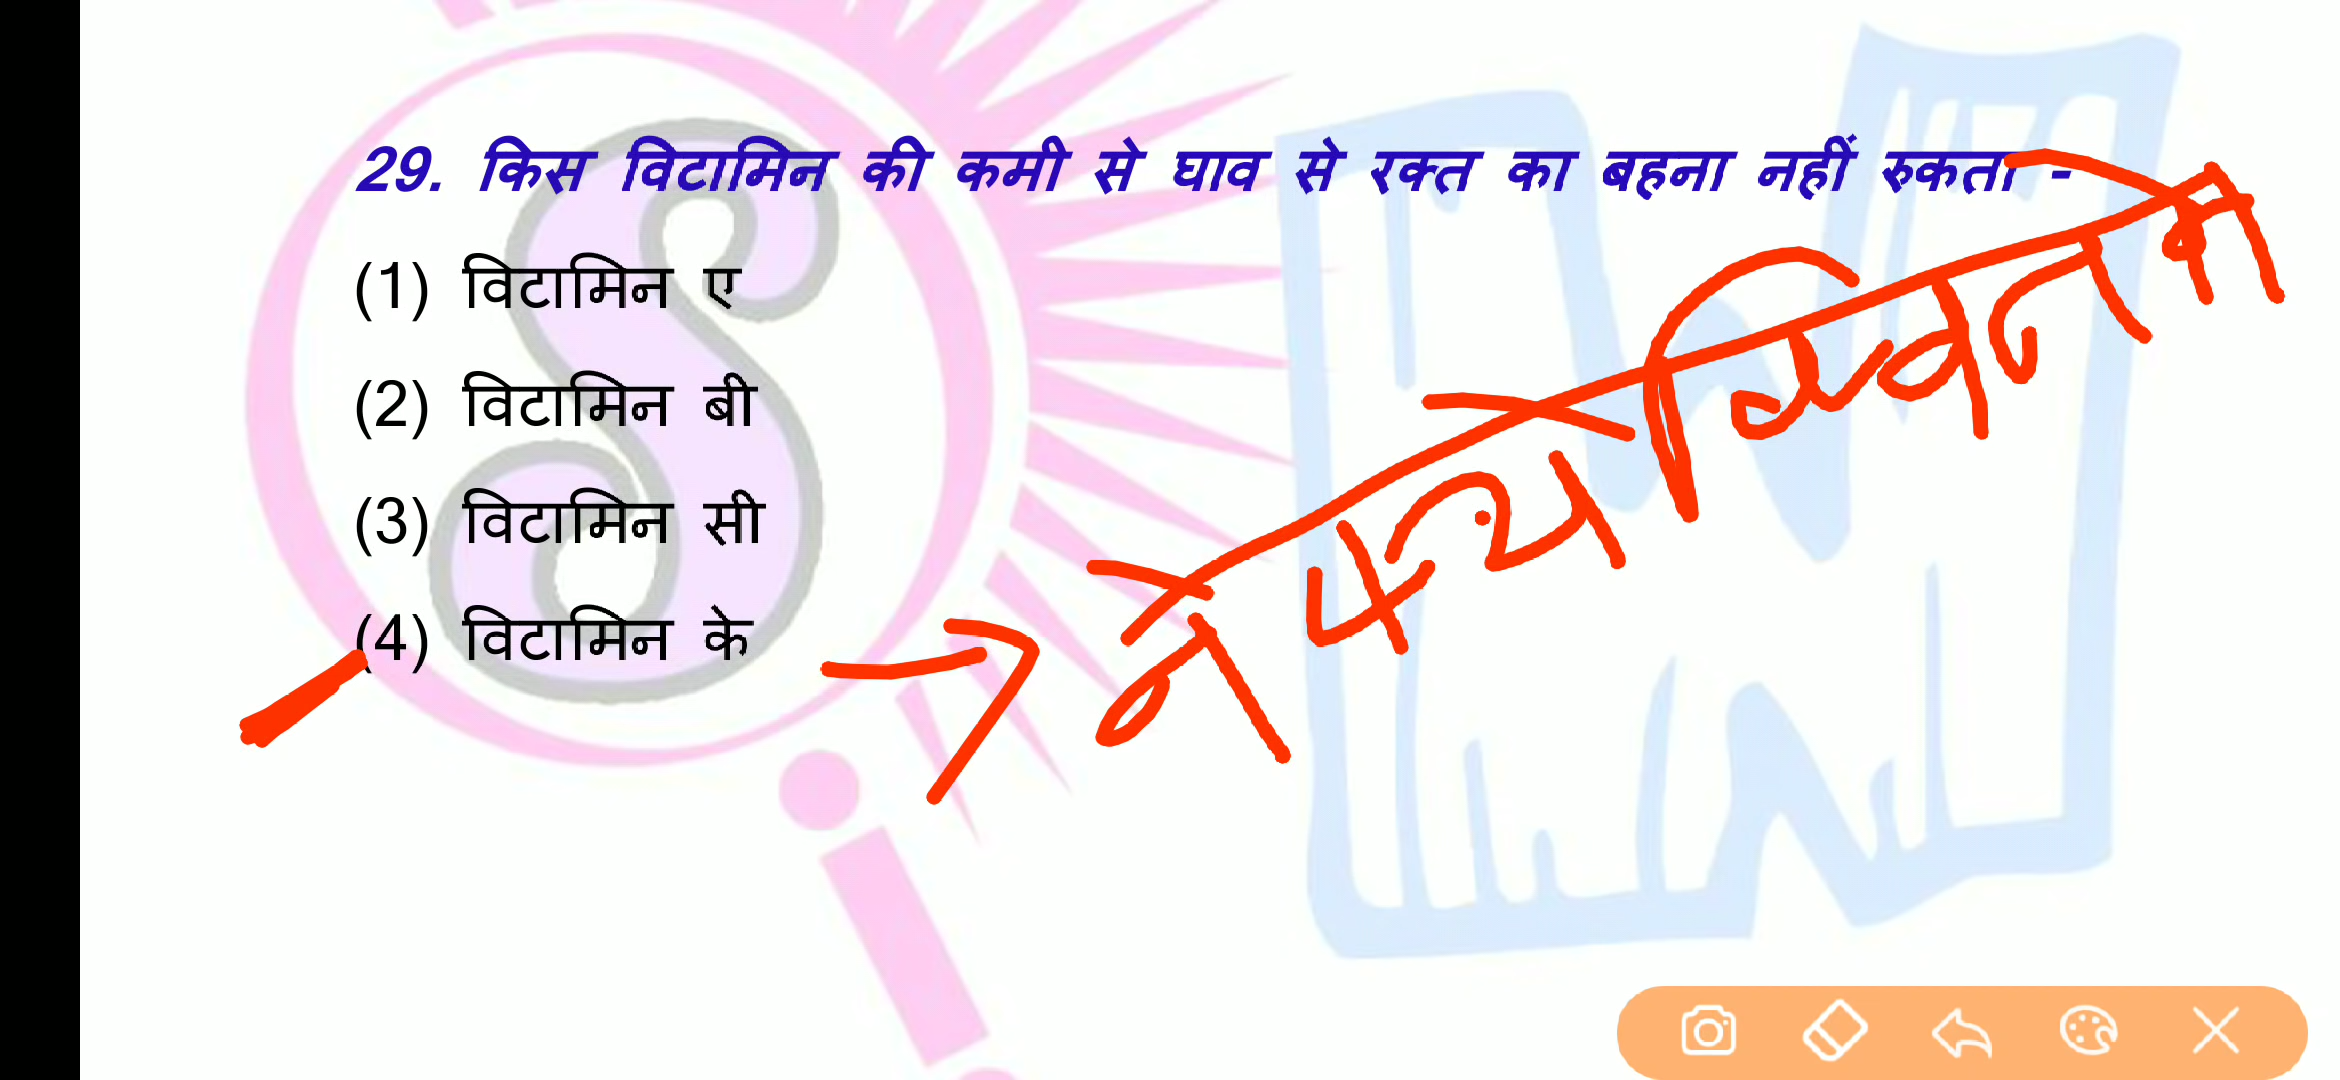 29. किस विटामिन की कमी से घाव से रक्त का बहना नहीं रुकता -
(1) विटामिन ए
(2) विटामिन बी
(3) विटामिन सी
(4) विटामिन के